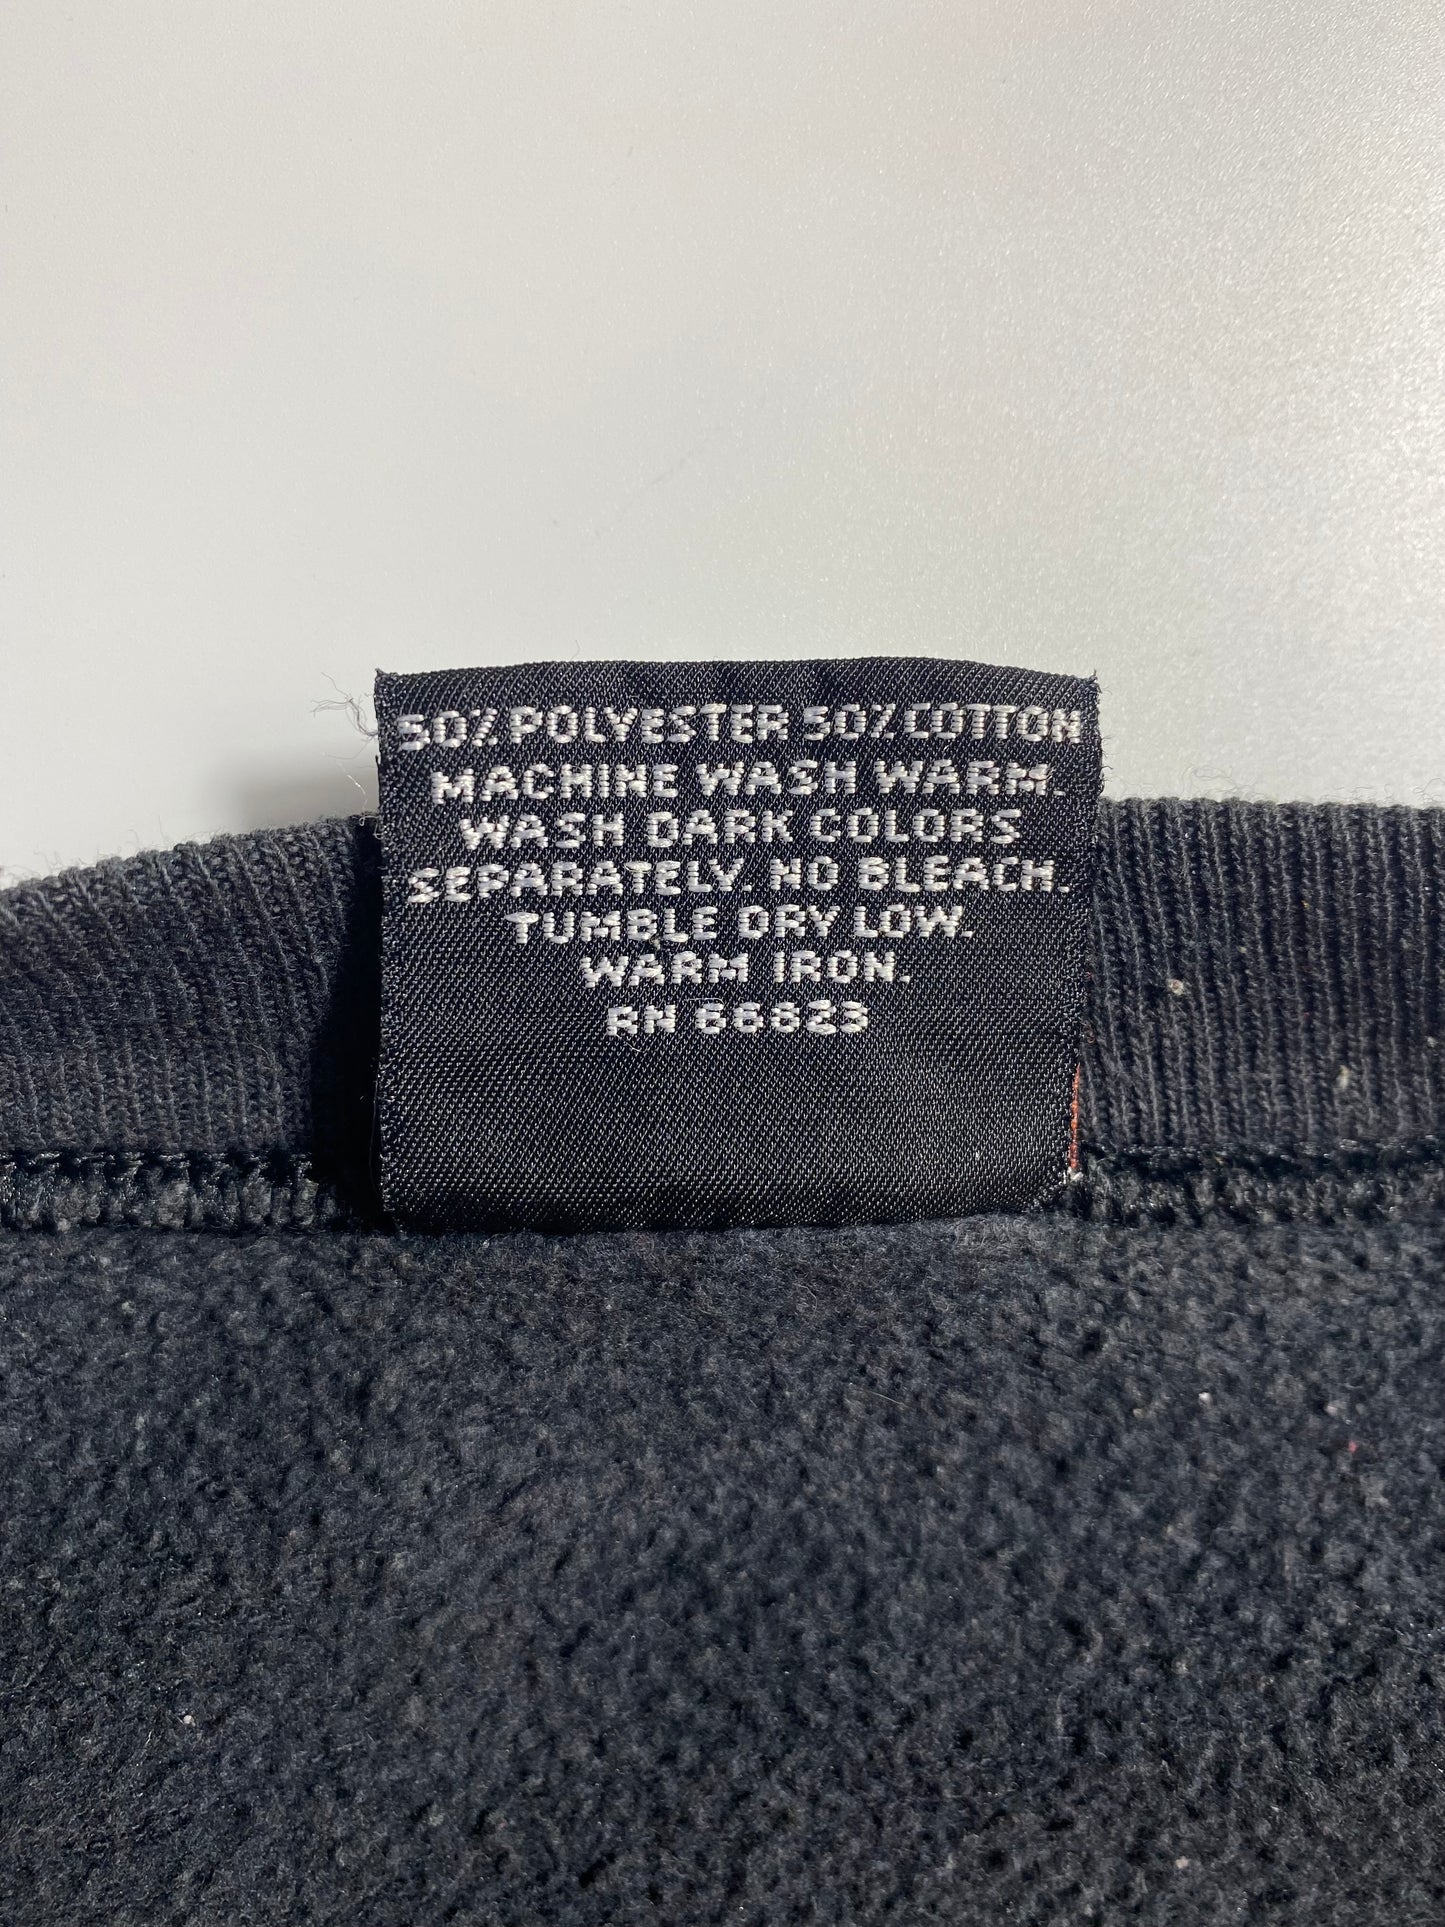 50% POLYESTER 50% COTTON
MACHINE WASH WARM.
WASH DARK COLORS
SEPARATELY. NO BLEACH.
TUMBLE DRY LOW.
WARM IRON.
RN 66623